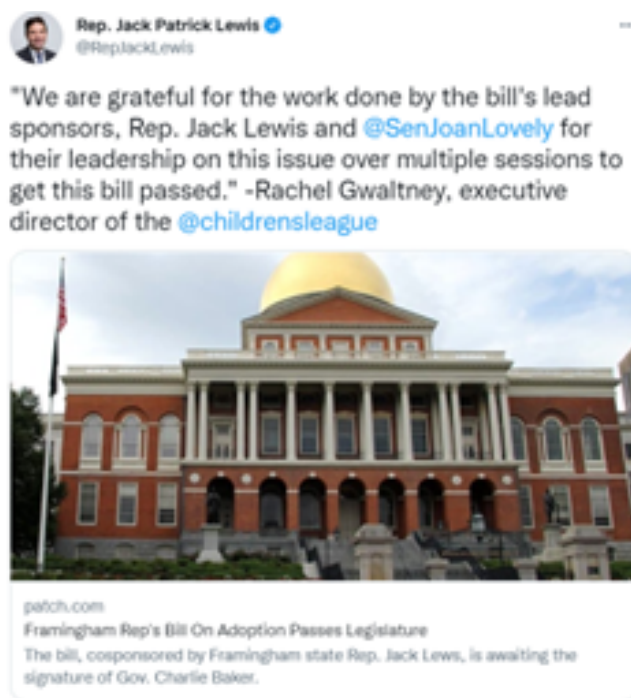 Rep. Jack Patrick Lewis
@RepJackLewis
"We are grateful for the work done by the bill's lead
sponsors, Rep. Jack Lewis and @SenJoanLovely for
their leadership on this issue over multiple sessions to
get this bill passed." -Rachel Gwaltney, executive
director of the @childrensleague
patch.com
Framingham Rep's Bill On Adoption Passes Legislature
The bill, cosponsored by Framingham state Rep. Jack Lews, is awaiting the
signature of Gov. Charlie Baker.